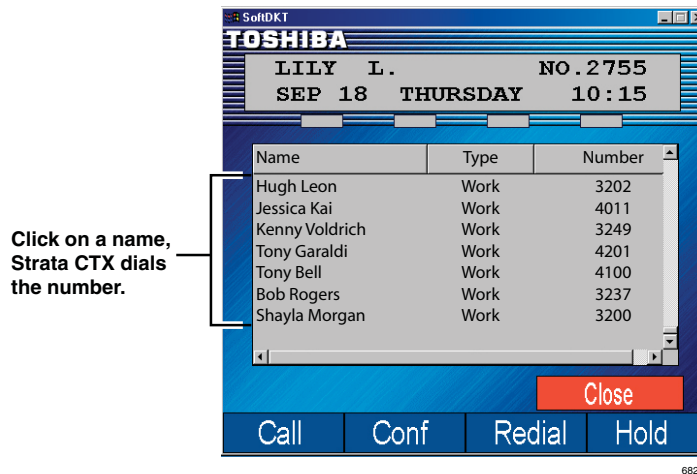 SoftDKT
TOSHIBA
LILY L. NO.2755
SEP 18 THURSDAY 10:15
Name Type Number
Hugh Leon Work 3202
Jessica Kai Work 4011
Kenny Voldrich Work 3249
Tony Garaldi Work 4201
Tony Bell Work 4100
Bob Rogers Work 3237
Shayla Morgan Work 3200
Click on a name,
Strata CTX dials
the number.
Close
Call Conf Redial Hold
682